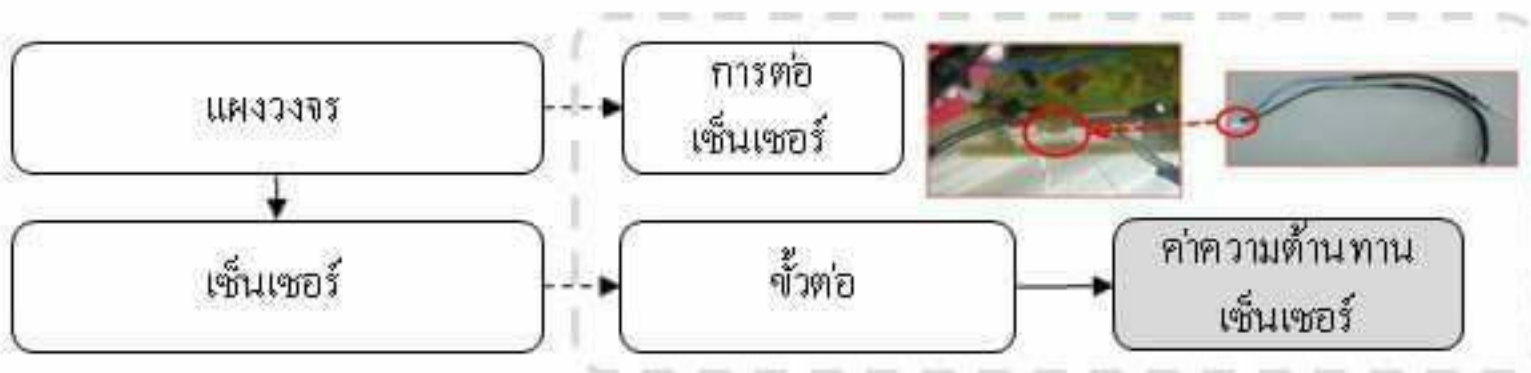 แผงวงจร
การต่อ
เซ็นเซอร์
เซ็นเซอร์
ขั้วต่อ
ค่าความต้านทาน
เซ็นเซอร์